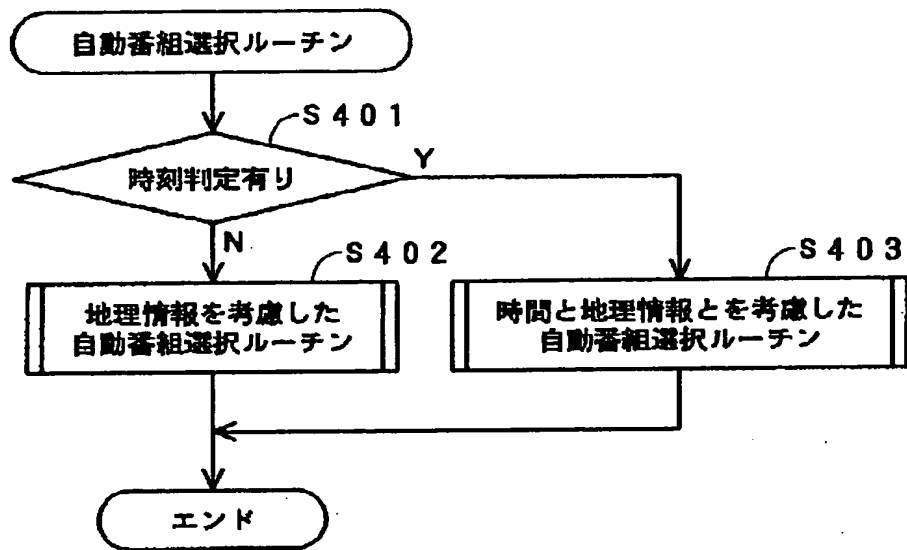 自動番組選択ルーチン
S401
時刻判定有り
Y
N
S402
地理情報を考慮した
自動番組選択ルーチン
S403
時間と地理情報とを考慮した
自動番組選択ルーチン
エンド